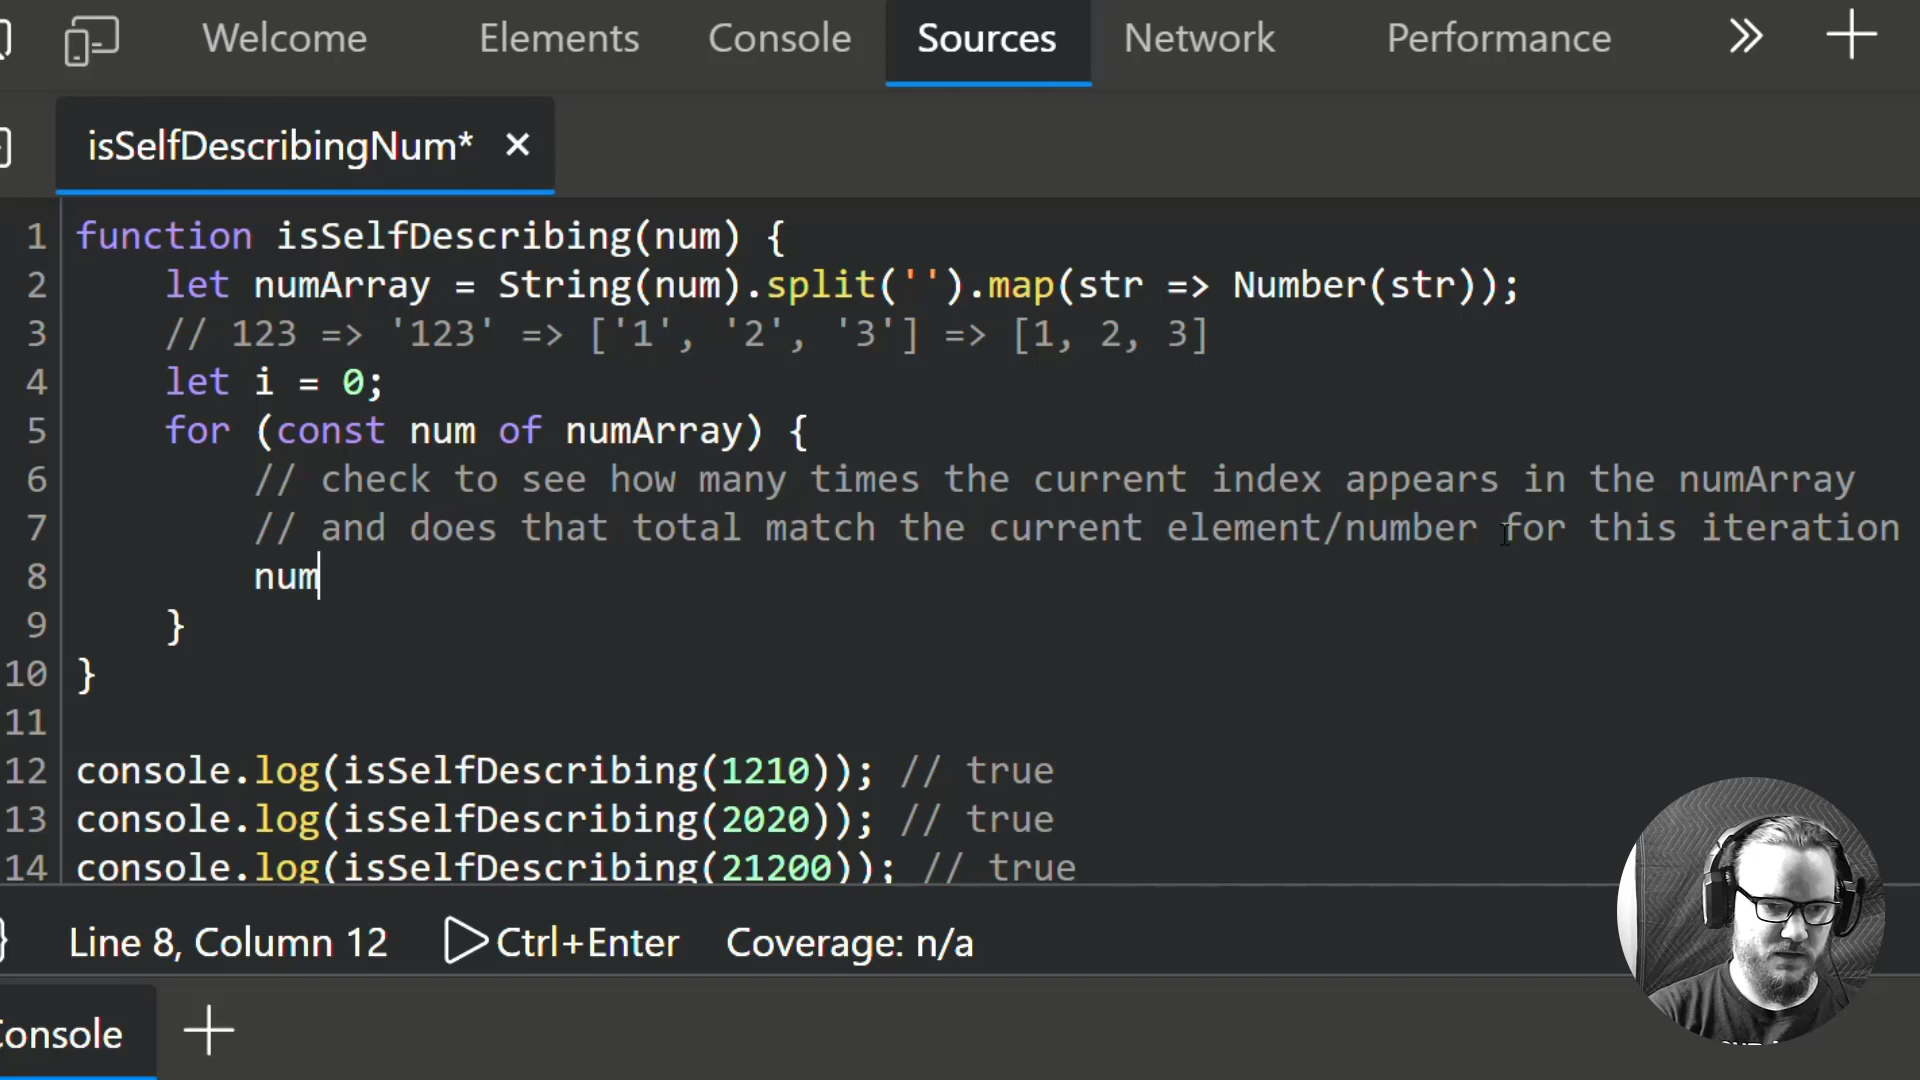 Welcome Elements Console Sources Network Performance
isSelfDescribingNum* ×
1 function isSelfDescribing(num) {
2 let numArray = String(num).split('').map(str => Number(str));
3 // 123 => '123' => ['1', '2', '3'] => [1, 2, 3]
4 let i = 0;
5 for (const num of numArray) {
6 // check to see how many times the current index appears in the numArray
7 // and does that total match the current element/number for this iteration
8 num
9 }
10 }
11
12 console.log(isSelfDescribing(1210)); // true
13 console.log(isSelfDescribing(2020)); // true
14 console.log(isSelfDescribing(21200)); // true
Line 8, Column 12 Ctrl+Enter Coverage: n/a
Console